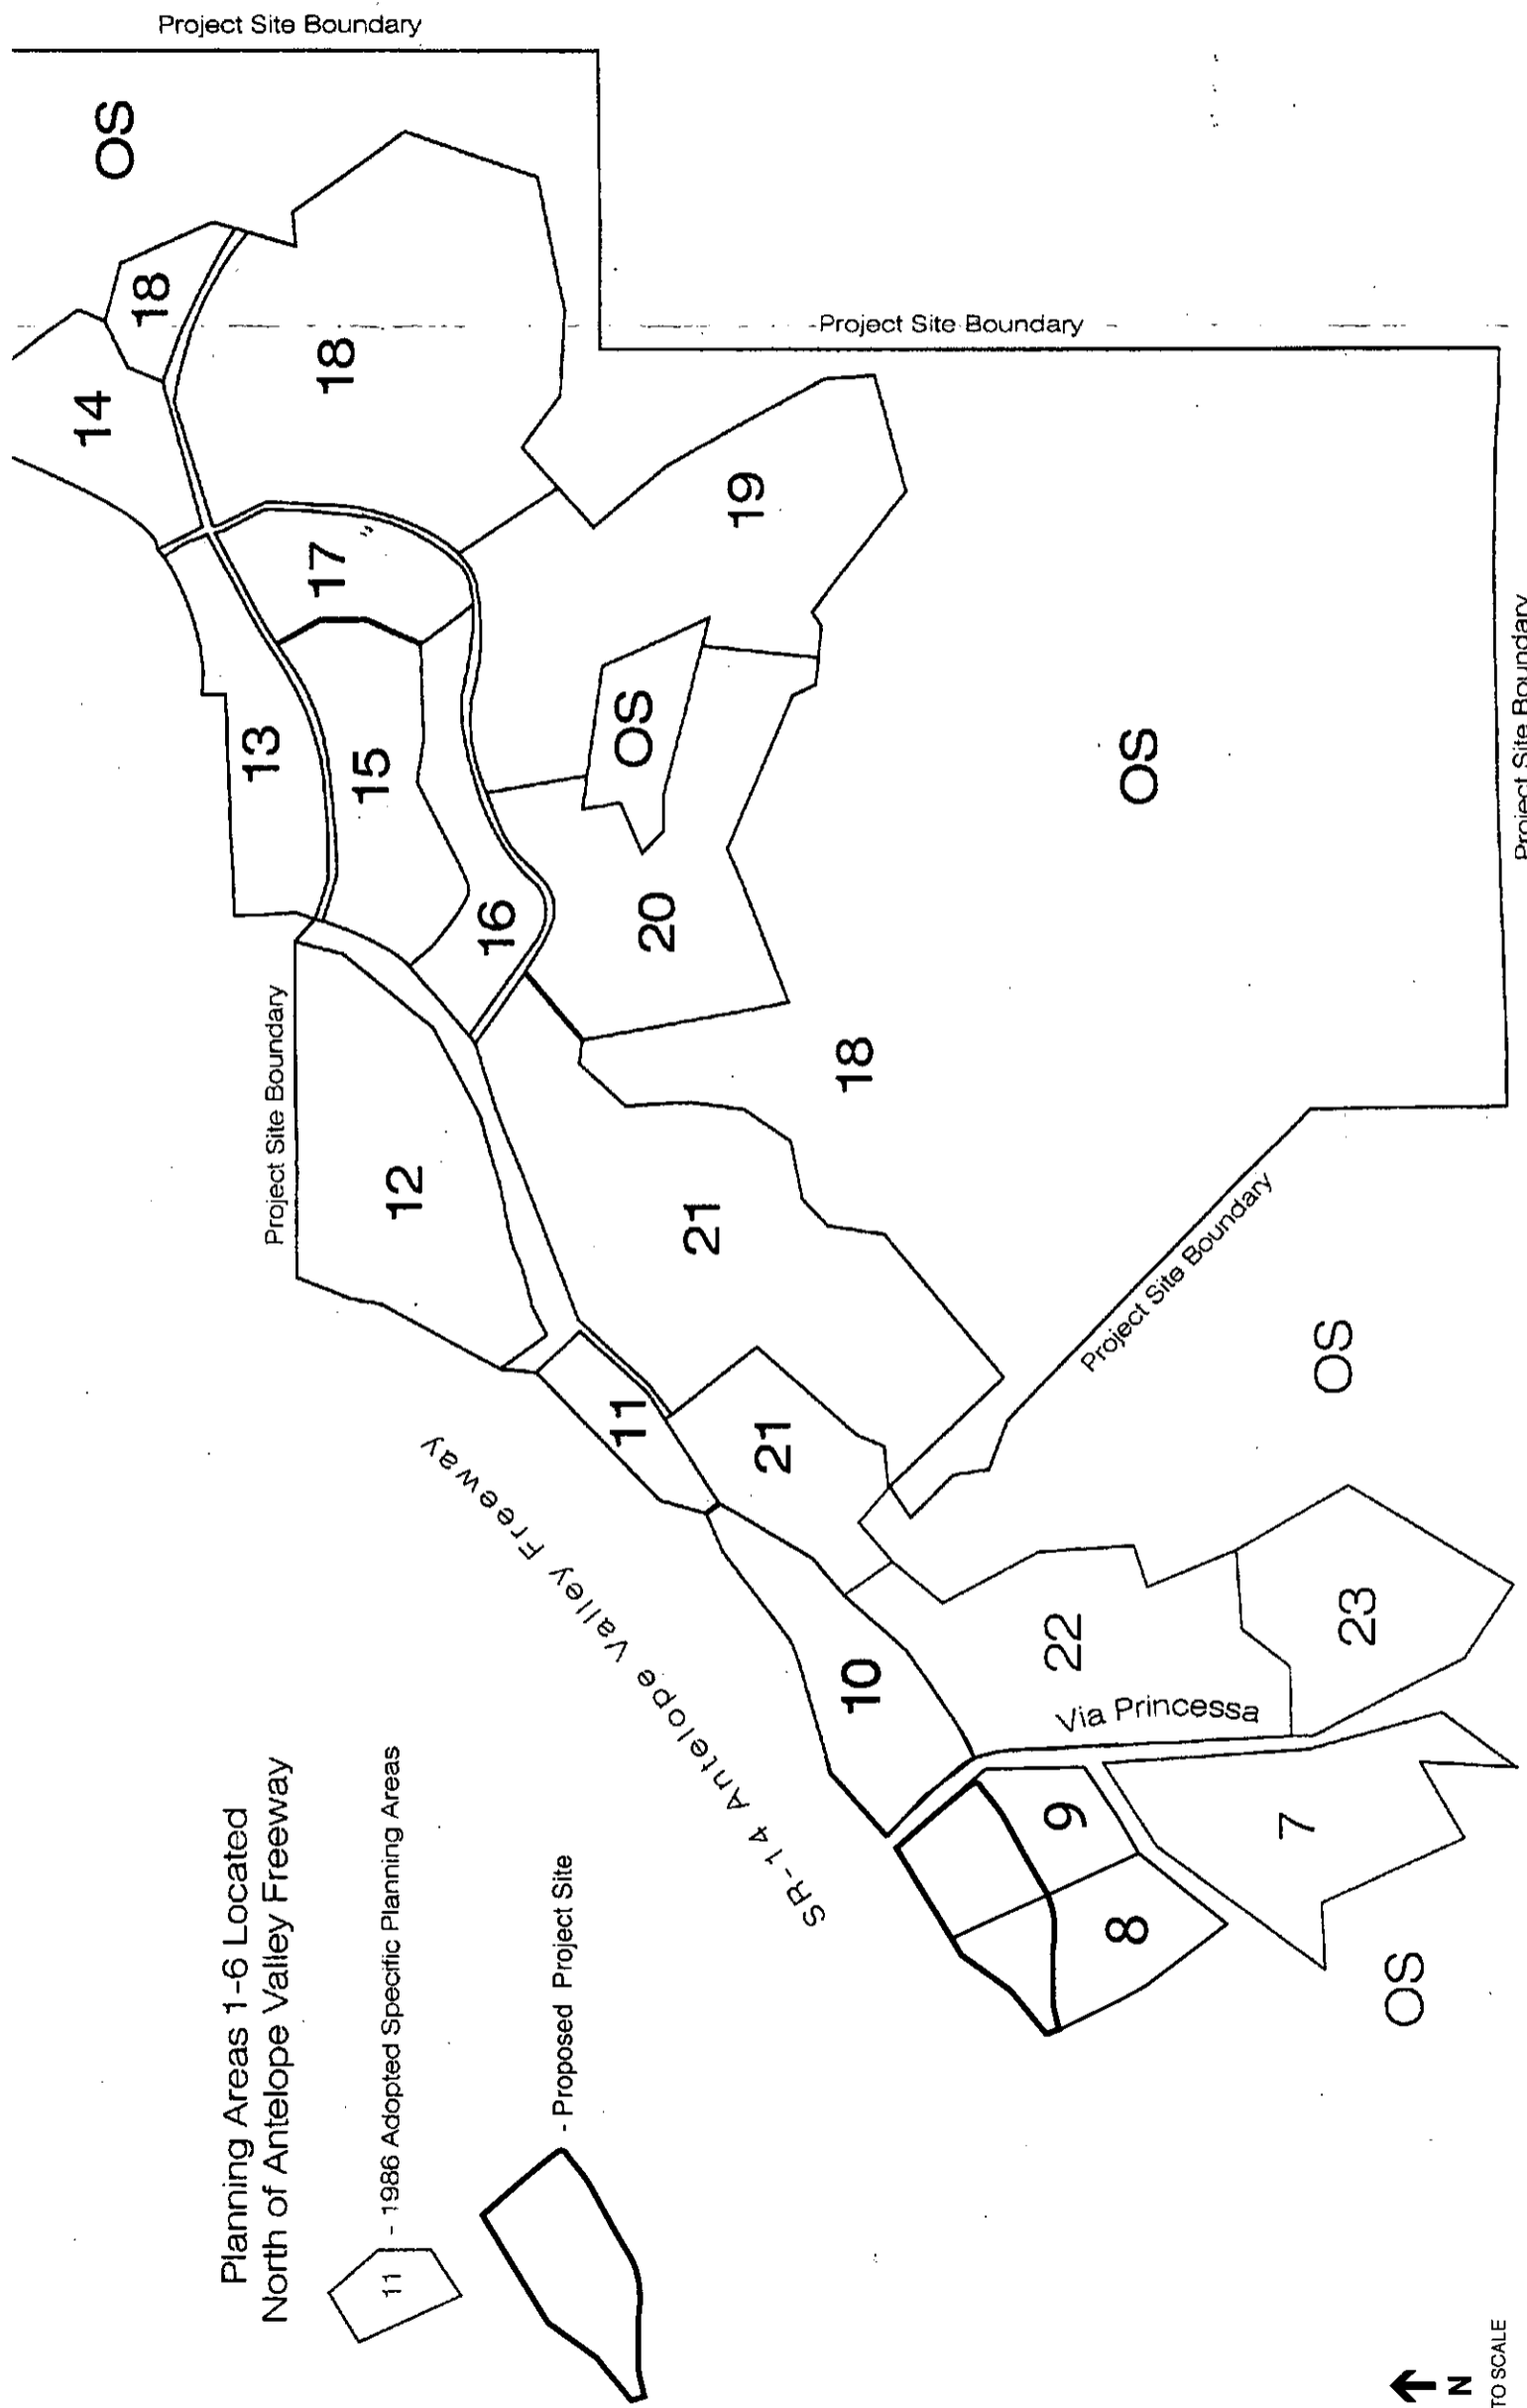 Planning Areas 1-6 Located
North of Antelope Valley Freeway
11 - 1986 Adopted Specific Planning Areas
- Proposed Project Site
Project Site Boundary
OS
18
14
18
Project Site Boundary
17
19
13
15
OS
16
20
OS
Project Site Boundary
Project Site Boundary
12
18
21
Project Site Boundary
11
21
OS
SR-14 Antelope Valley Freeway
10
22
23
Via Princessa
9
7
8
OS
N
TO SCALE